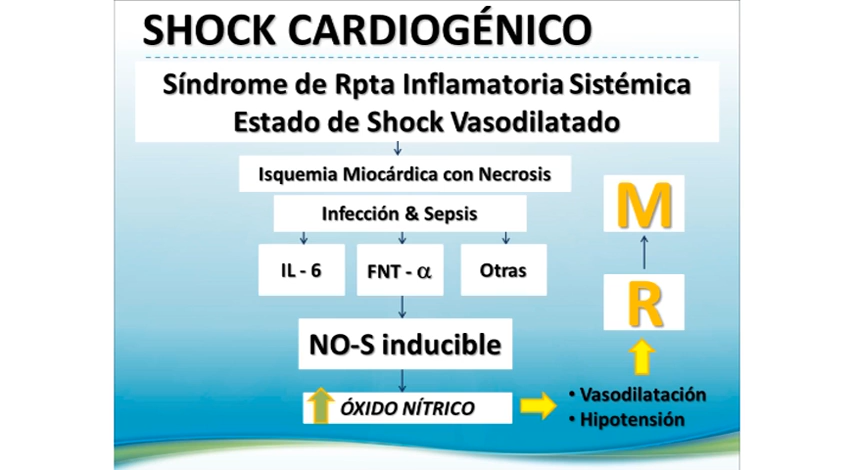 SHOCK CARDIOGÉNICO
Síndrome de Rpta Inflamatoria Sistémica
Estado de Shock Vasodilatado
Isquemia Miocárdica con Necrosis
Infección & Sepsis
IL - 6
FNT - α
Otras
NO-S inducible
ÓXIDO NÍTRICO
• Vasodilatación
• Hipotensión
R
M